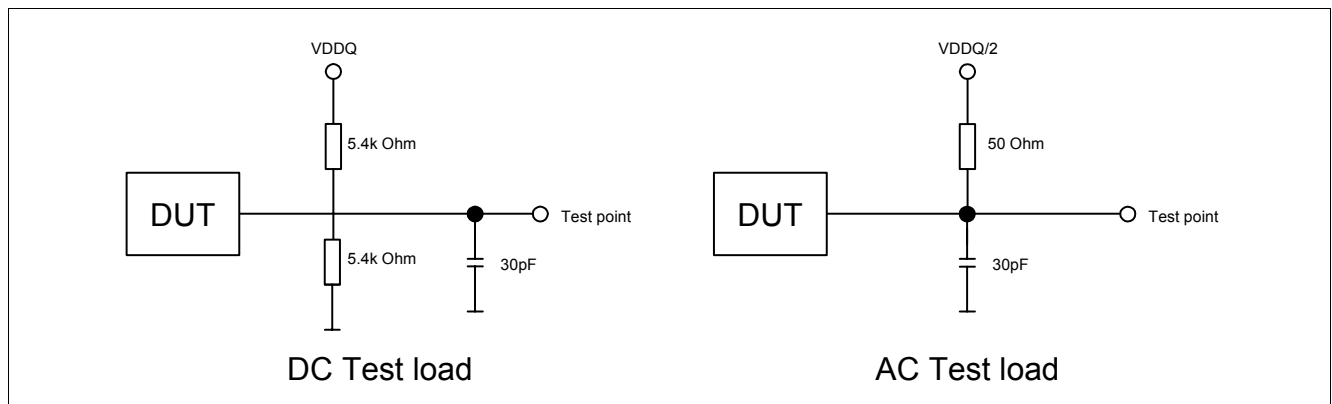 VDDQ
5.4k Ohm
DUT
Test point
5.4k Ohm
30pF
DC Test load
VDDQ/2
50 Ohm
DUT
Test point
30pF
AC Test load